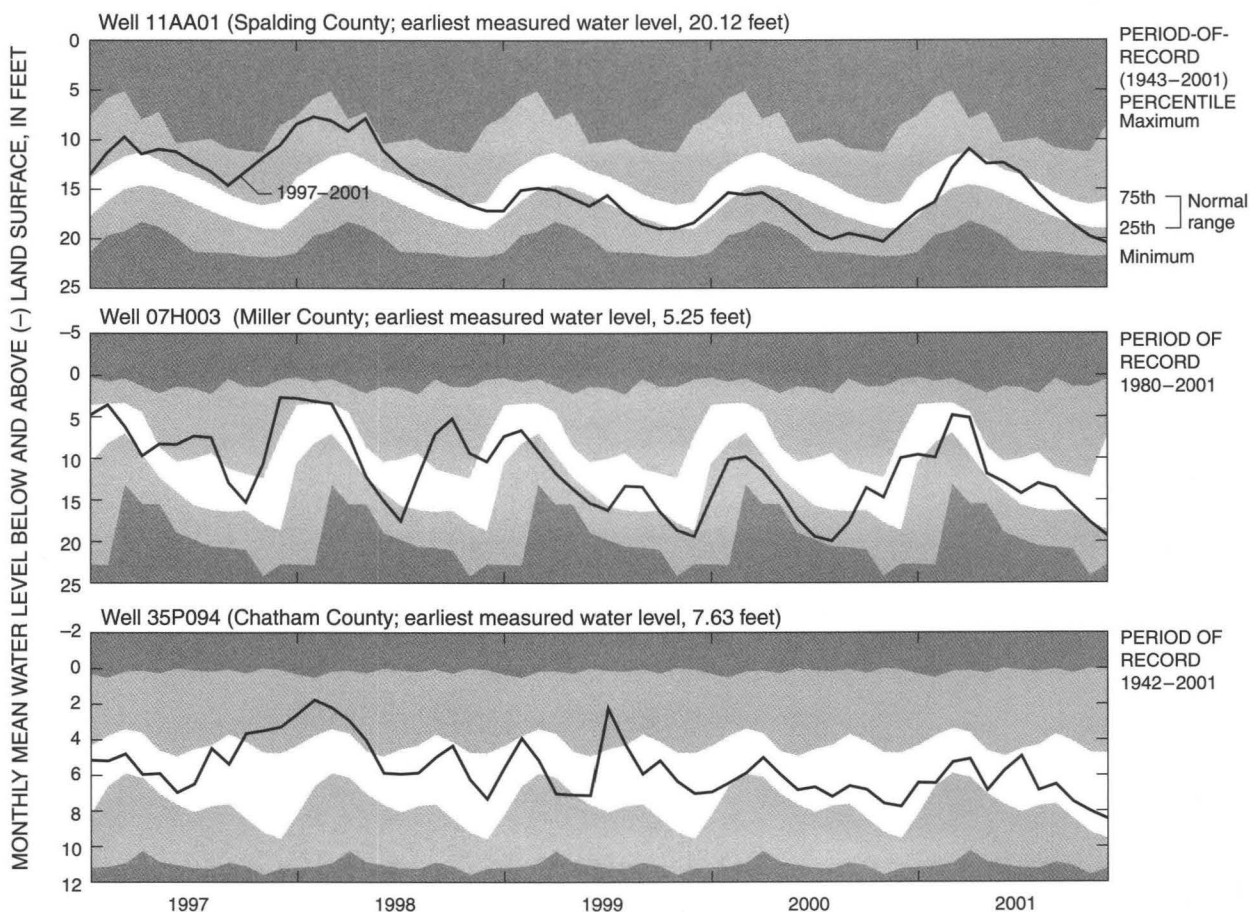 MONTHLY MEAN WATER LEVEL BELOW AND ABOVE (–) LAND SURFACE, IN FEET
Well 11AA01 (Spalding County; earliest measured water level, 20.12 feet)
0
5
10
15
20
25
1997–2001
PERIOD-OF-
RECORD
(1943–2001)
PERCENTILE
Maximum
75th
Normal
25th
range
Minimum
Well 07H003 (Miller County; earliest measured water level, 5.25 feet)
–5
0
5
10
15
20
25
PERIOD OF
RECORD
1980–2001
Well 35P094 (Chatham County; earliest measured water level, 7.63 feet)
–2
0
2
4
6
8
10
12
PERIOD OF
RECORD
1942–2001
1997 1998 1999 2000 2001